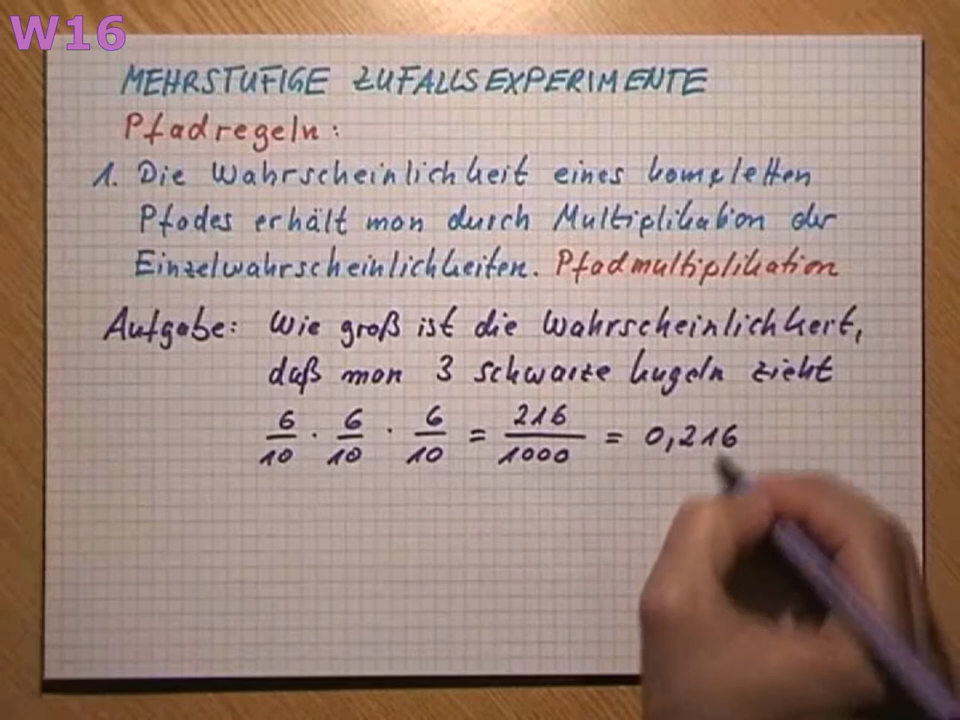 W16
MEHRSTUFIGE ZUFALLSEXPERIMENTE
Pfadregeln:
1. Die Wahrscheinlichkeit eines kompletten
Pfades erhält man durch Multiplikation der
Einzelwahrscheinlichkeiten. Pfadmultiplikation
Aufgabe: Wie groß ist die Wahrscheinlichkeit,
daß man 3 schwarze Kugeln zieht
6/10 · 6/10 · 6/10 = 216/1000 = 0,216